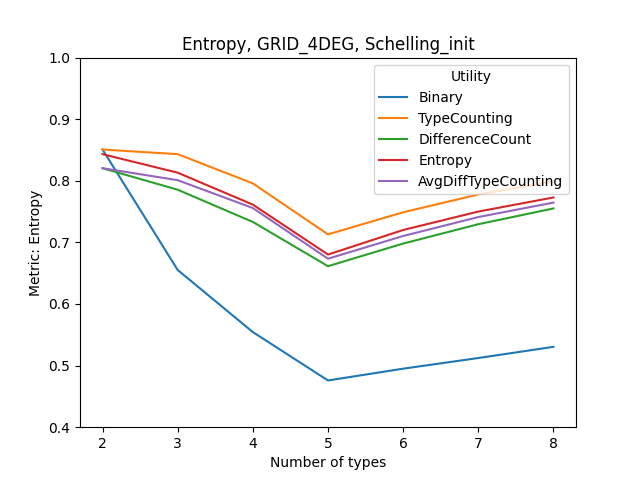 Entropy, GRID_4DEG, Schelling_init
Utility
Binary
TypeCounting
DifferenceCount
Entropy
AvgDiffTypeCounting
Metric: Entropy
1.0
0.9
0.8
0.7
0.6
0.5
0.4
2 3 4 5 6 7 8
Number of types